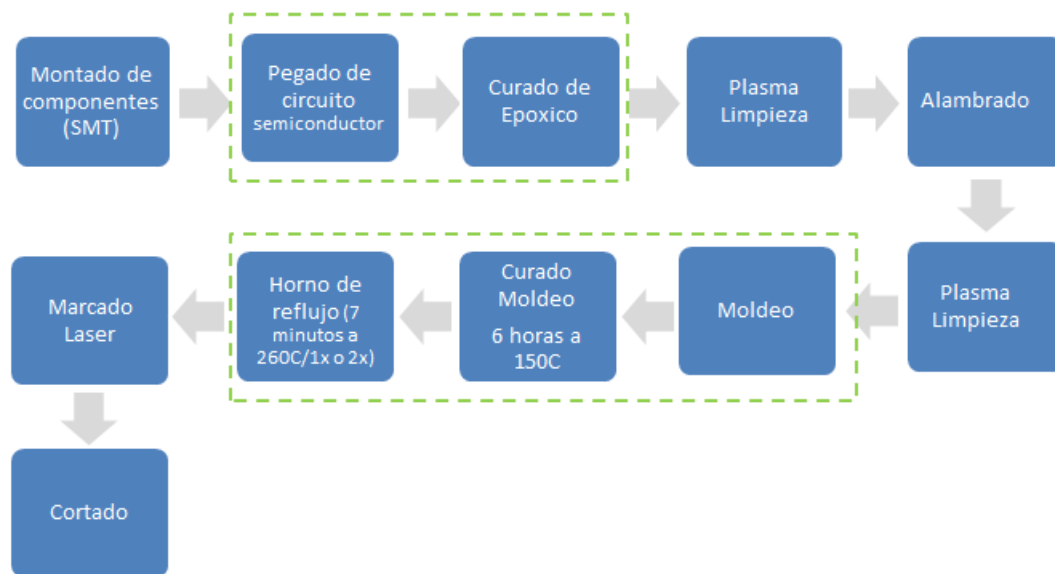 Montado de
componentes
(SMT)
Pegado de
circuito
semiconductor
Curado de
Epoxico
Plasma
Limpieza
Alambrado
Plasma
Limpieza
Moldeo
Curado
Moldeo
6 horas a
150C
Horno de
reflujo (7
minutos a
260C/1x o 2x)
Marcado
Laser
Cortado